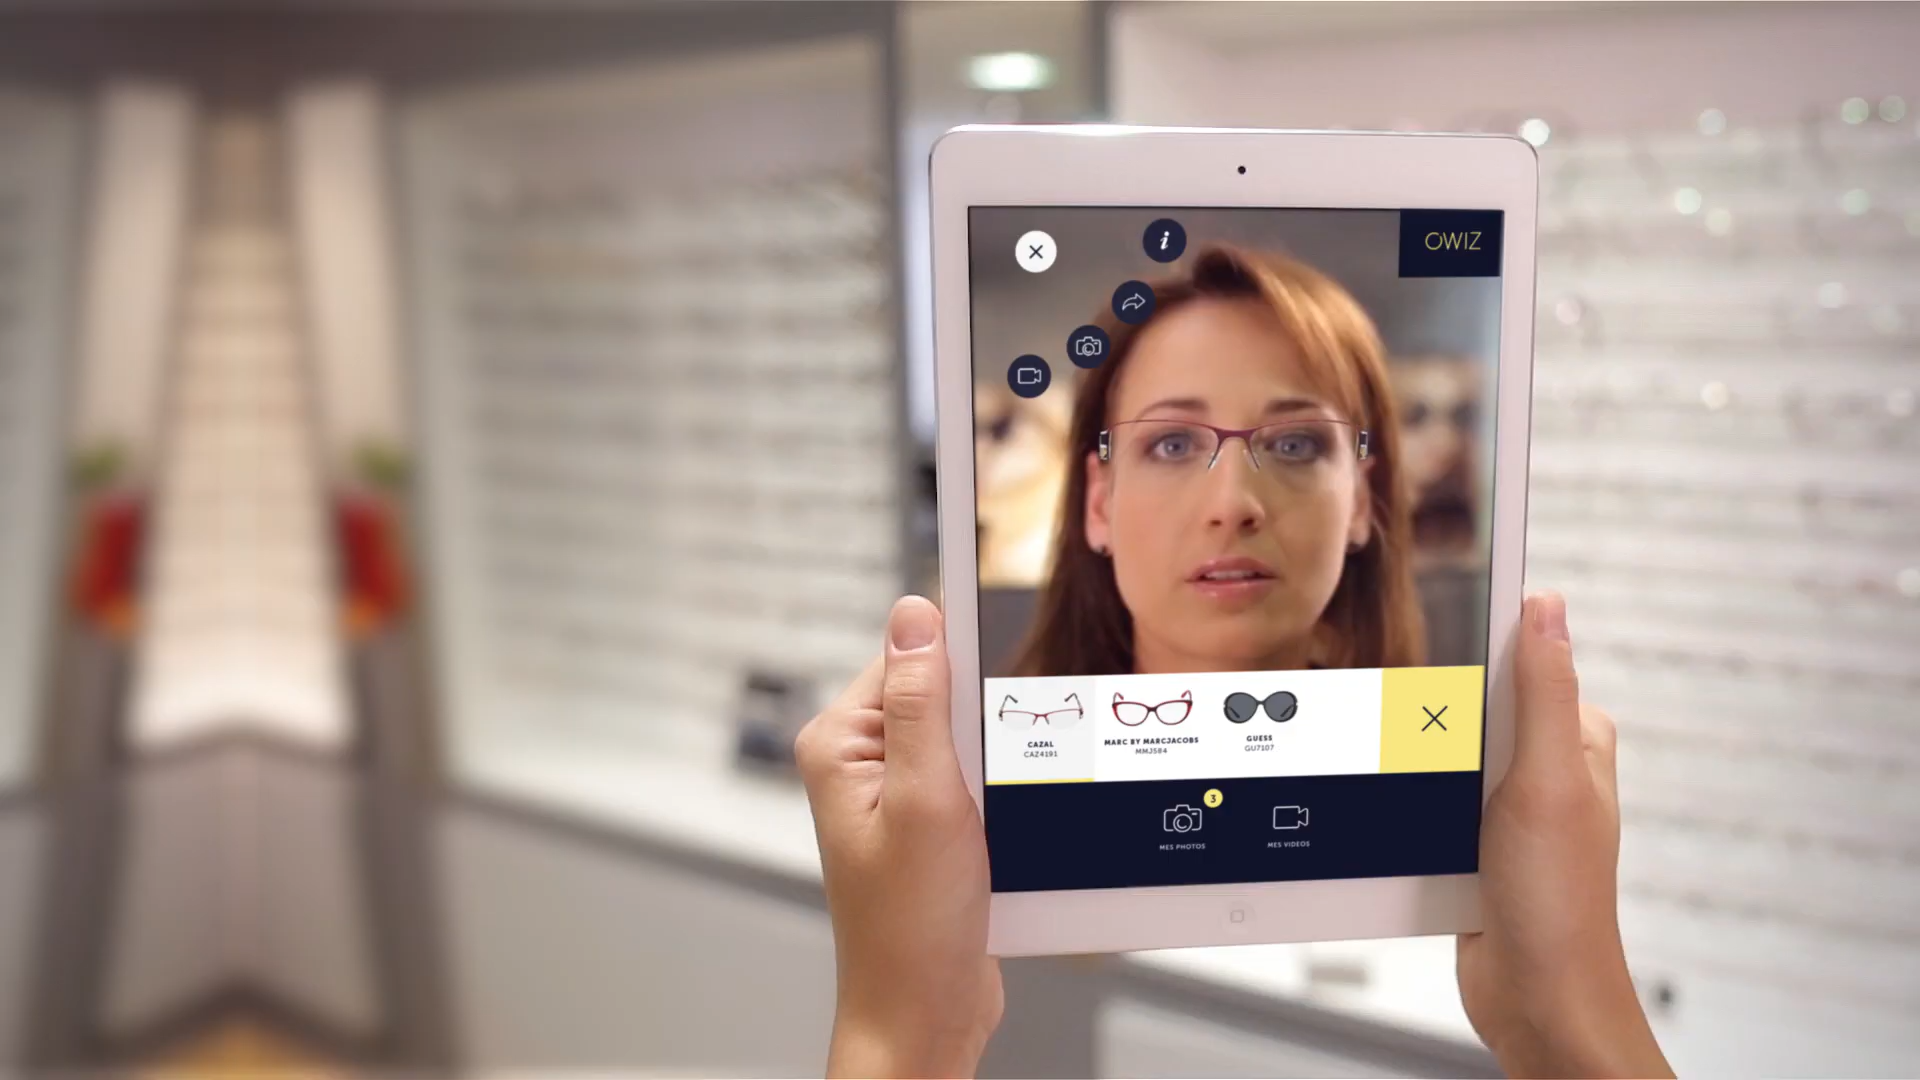 OWIZ
CAZAL
CAZ4191
MARC BY MARCJACOBS
MMJ584
GUESS
GU7107
3
MES PHOTOS
MES VIDEOS